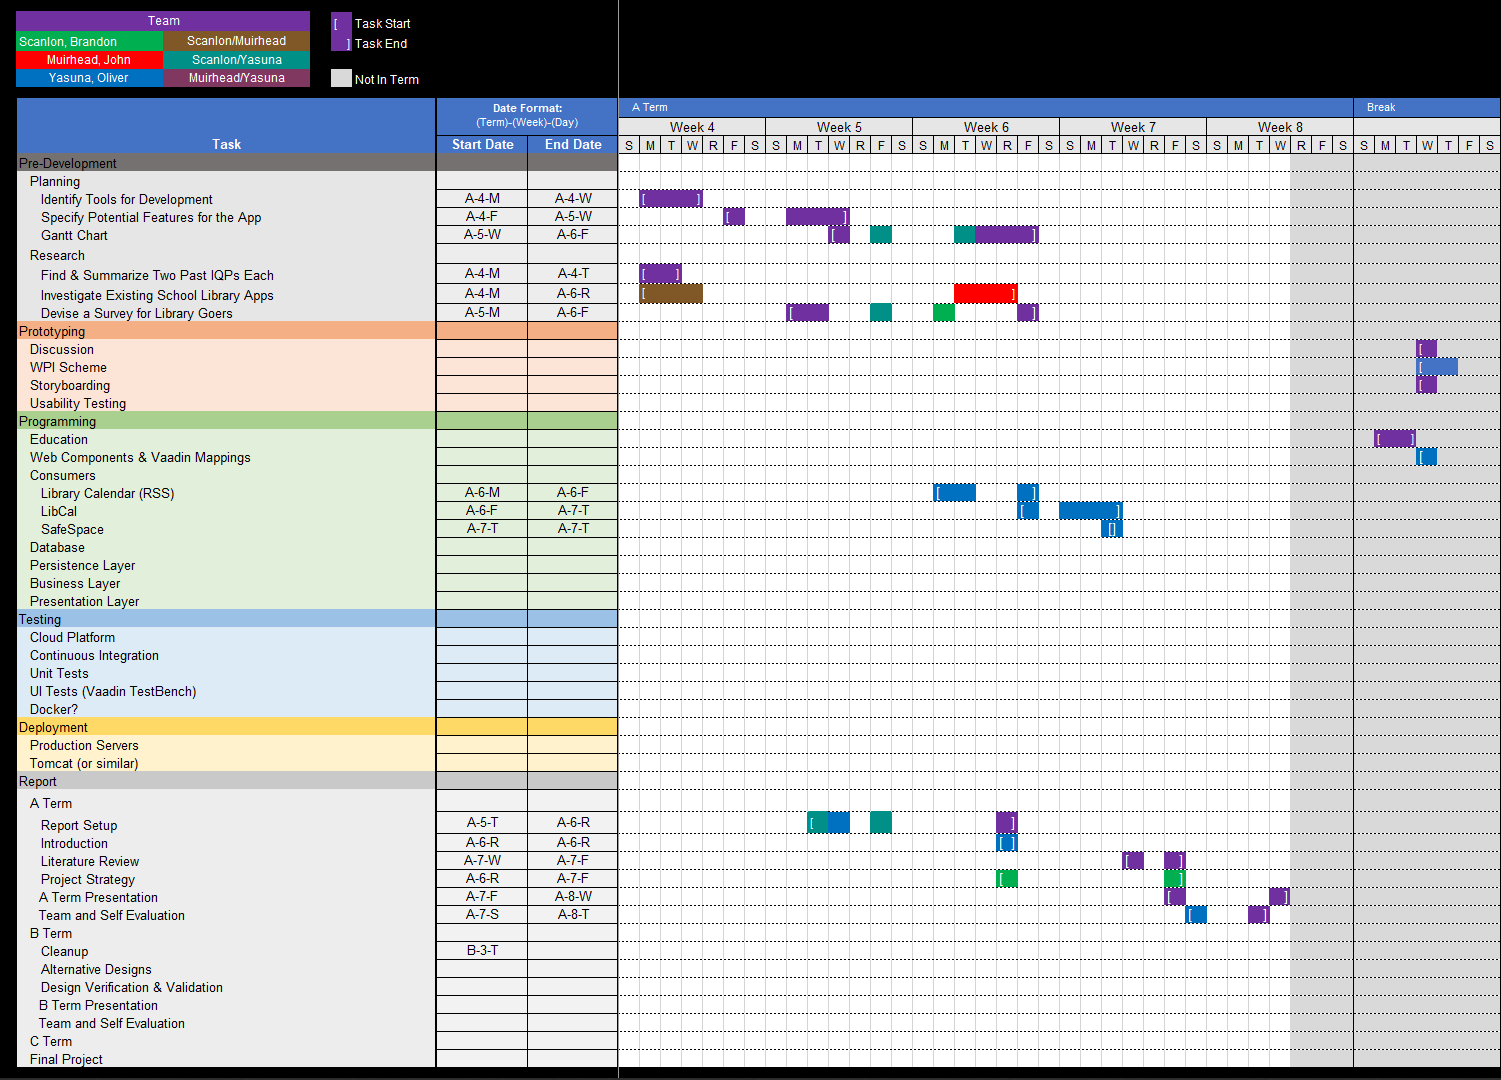 Team
Scanlon, Brandon Scanlon/Muirhead
Muirhead, John Scanlon/Yasuna
Yasuna, Oliver Muirhead/Yasuna
[ Task Start
] Task End
Not In Term
Task Date Format: A Term Break
(Term)-(Week)-(Day)
Week 4 Week 5 Week 6 Week 7 Week 8
Start Date End Date S M T W R F S S M T W R F S S M T W R F S S M T W R F S S M T W R F S S M T W T F S
Pre-Development
Planning
Identify Tools for Development A-4-M A-4-W [ ]
Specify Potential Features for the App A-4-F A-5-W [ ]
Gantt Chart A-5-W A-6-F [ ]
Research
Find & Summarize Two Past IQPs Each A-4-M A-4-T [ ]
Investigate Existing School Library Apps A-4-M A-6-R [ ]
Devise a Survey for Library Goers A-5-M A-6-F [ ]
Prototyping
Discussion [
WPI Scheme [
Storyboarding [
Usability Testing
Programming
Education [ ]
Web Components & Vaadin Mappings [
Consumers
Library Calendar (RSS) A-6-M A-6-F [ ]
LibCal A-6-F A-7-T [ ]
SafeSpace A-7-T A-7-T []
Database
Persistence Layer
Business Layer
Presentation Layer
Testing
Cloud Platform
Continuous Integration
Unit Tests
UI Tests (Vaadin TestBench)
Docker?
Deployment
Production Servers
Tomcat (or similar)
Report
A Term
Report Setup A-5-T A-6-R [ ]
Introduction A-6-R A-6-R [ ]
Literature Review A-7-W A-7-F [ ]
Project Strategy A-6-R A-7-F [ ]
A Term Presentation A-7-F A-8-W [ ]
Team and Self Evaluation A-7-S A-8-T [ ]
B Term
Cleanup B-3-T
Alternative Designs
Design Verification & Validation
B Term Presentation
Team and Self Evaluation
C Term
Final Project